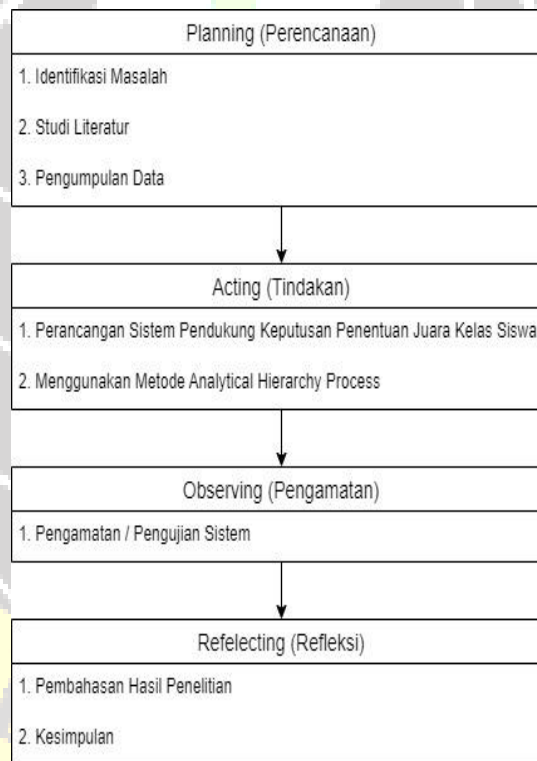 Planning (Perencanaan)
1. Identifikasi Masalah
2. Studi Literatur
3. Pengumpulan Data
Acting (Tindakan)
1. Perancangan Sistem Pendukung Keputusan Penentuan Juara Kelas Siswa
2. Menggunakan Metode Analytical Hierarchy Process
Observing (Pengamatan)
1. Pengamatan / Pengujian Sistem
Refelecting (Refleksi)
1. Pembahasan Hasil Penelitian
2. Kesimpulan